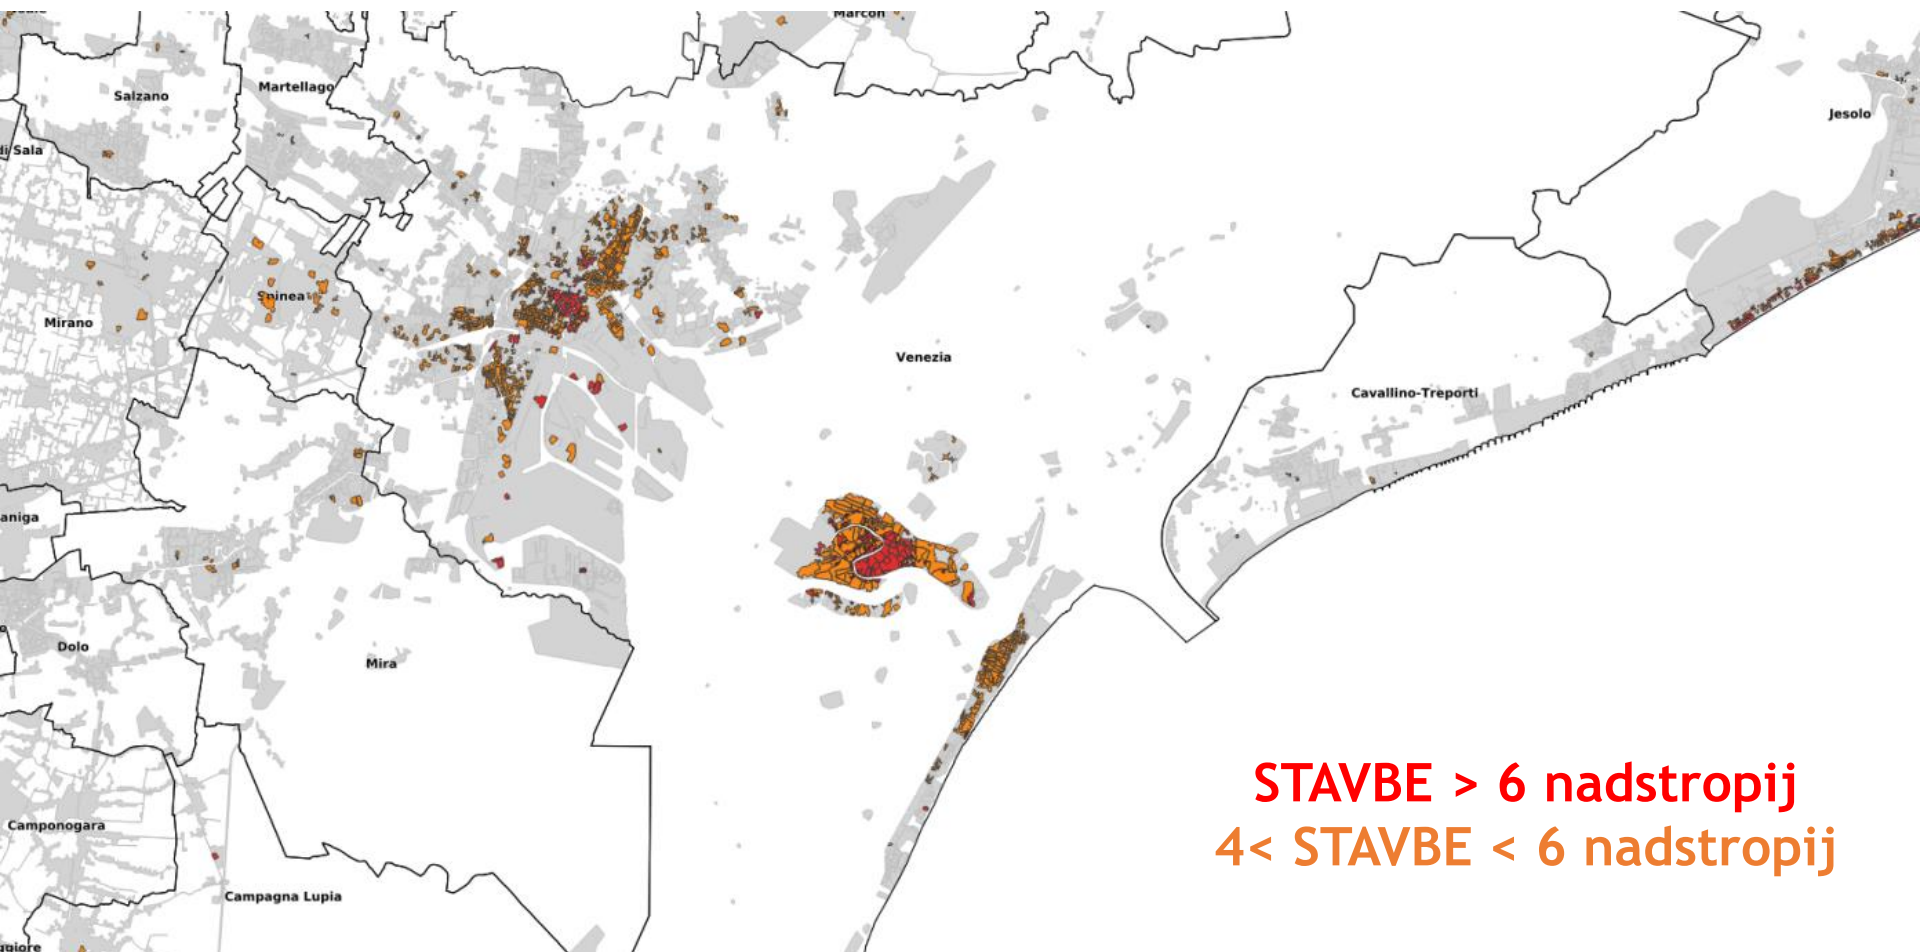 Marcon
Martellago
Salzano
Jesolo
di Sala
Spinea
Mirano
Venezia
Cavallino-Treporti
aniga
Dolo
Mira
STAVBE > 6 nadstropij
4< STAVBE < 6 nadstropij
Camponogara
Campagna Lupia
ggiore